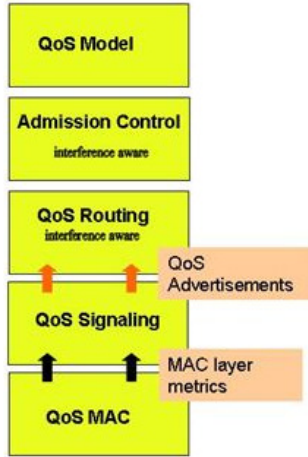 QoS Model
Admission Control
interference aware
QoS Routing
interference aware
QoS
Advertisements
QoS Signaling
MAC layer
metrics
QoS MAC